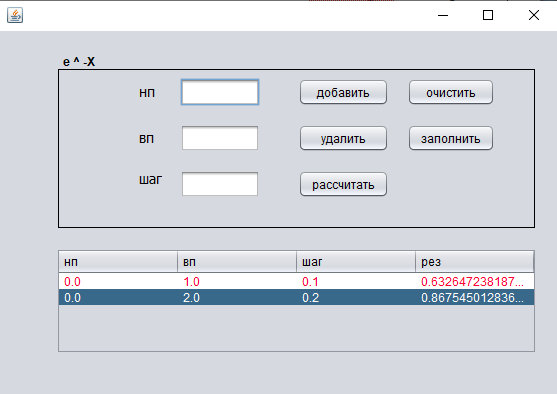 e ^ -X
нп добавить очистить
вп удалить заполнить
шаг рассчитать
нп вп шаг рез
0.0 1.0 0.1 0.632647238187...
0.0 2.0 0.2 0.867545012836...